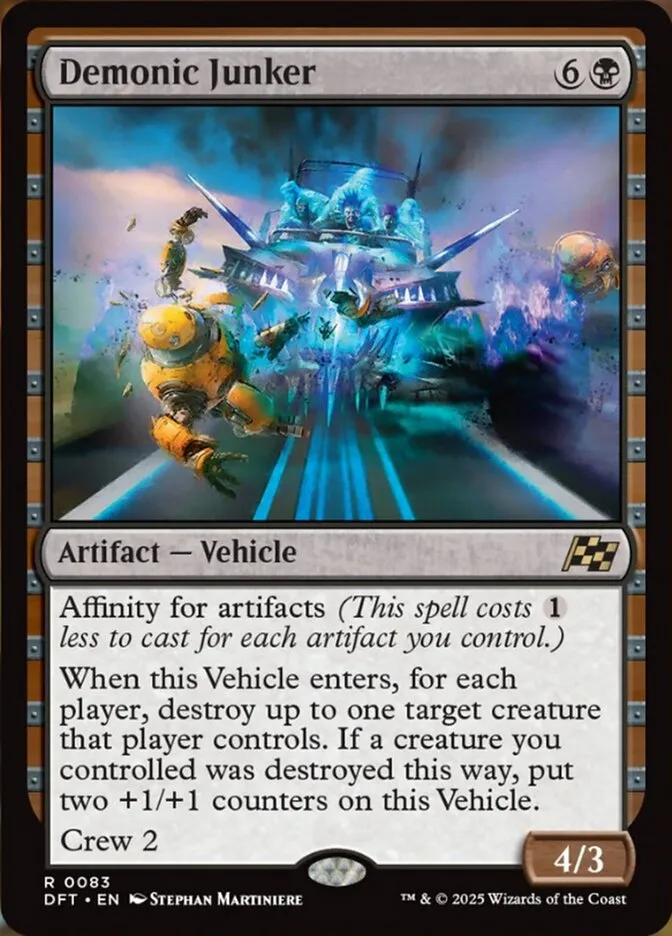 Demonic Junker 6
Artifact — Vehicle
Affinity for artifacts (This spell costs 1
less to cast for each artifact you control.)
When this Vehicle enters, for each
player, destroy up to one target creature
that player controls. If a creature you
controlled was destroyed this way, put
two +1/+1 counters on this Vehicle.
Crew 2
4/3
R 0083
DFT • EN Stephan Martiniere
™ & © 2025 Wizards of the Coast